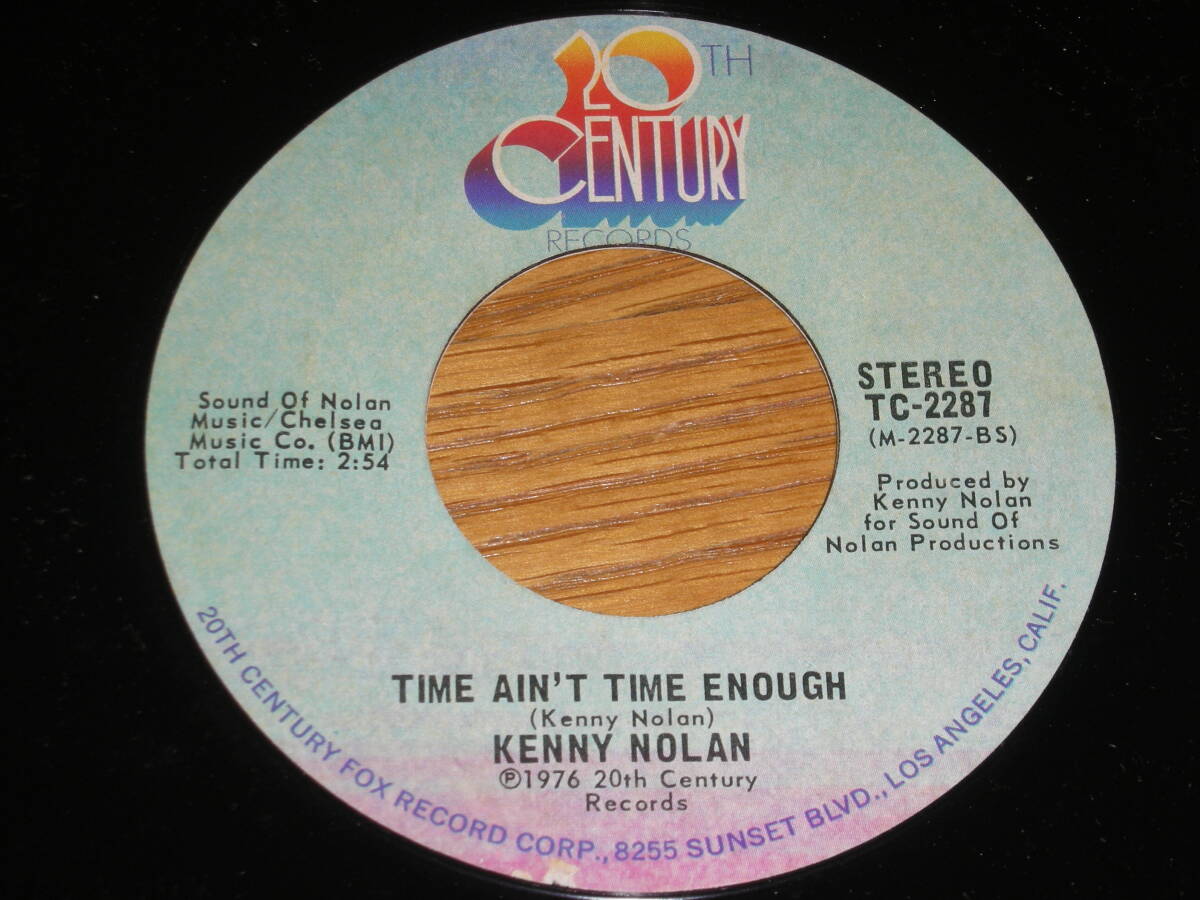 20TH
CENTURY
RECORDS
Sound Of Nolan
Music/Chelsea
Music Co. (BMI)
Total Time: 2:54
STEREO
TC-2287
(M-2287-BS)
Produced by
Kenny Nolan
for Sound Of
Nolan Productions
TIME AIN'T TIME ENOUGH
(Kenny Nolan)
KENNY NOLAN
℗1976 20th Century
Records
20TH CENTURY FOX RECORD CORP., 8255 SUNSET BLVD., LOS ANGELES, CALIF.